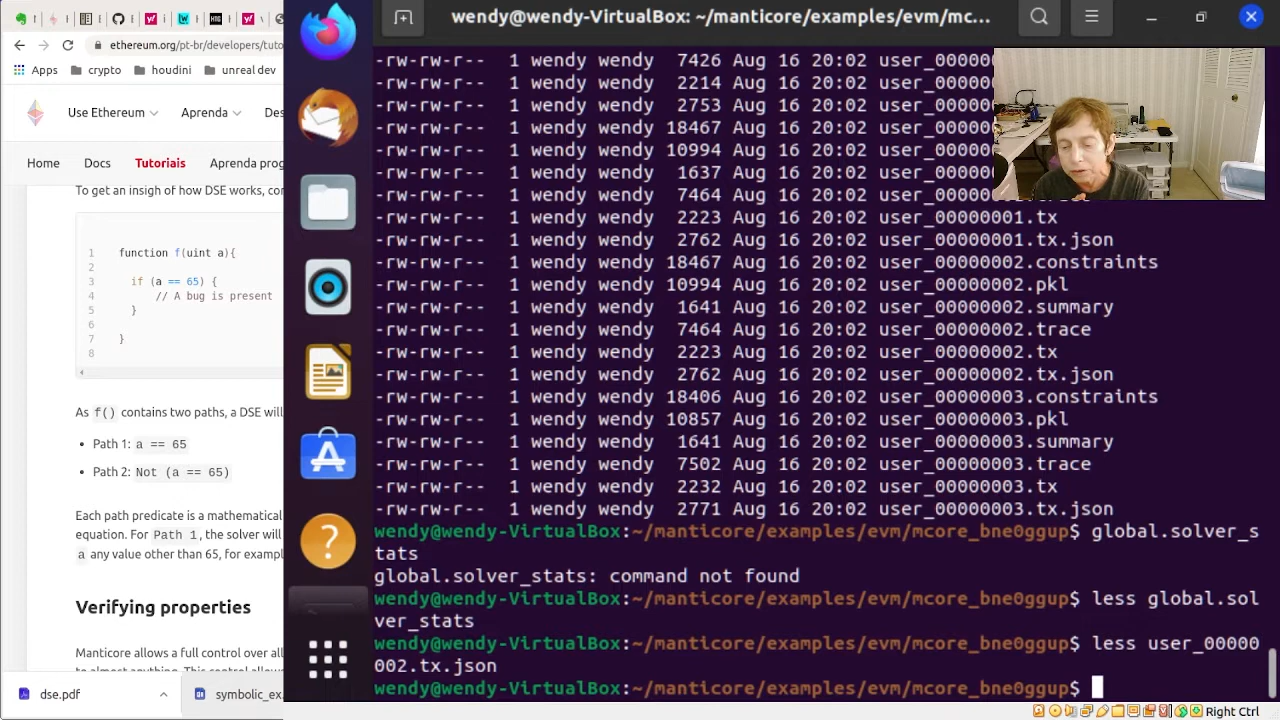 wendy@wendy-VirtualBox: ~/manticore/examples/evm/mc...
ethereum.org/pt-br/developers/tuto
Apps crypto houdini unreal dev
Use Ethereum Aprenda Des
Home Docs Tutoriais Aprenda prog
To get an insigh of how DSE works, con
1 function f(uint a){
2
3 if (a == 65) {
4 // A bug is present
5 }
6
7 }
8
As f() contains two paths, a DSE will
• Path 1: a == 65
• Path 2: Not (a == 65)
Each path predicate is a mathematical
equation. For Path 1, the solver will
a any value other than 65, for exampl
Verifying properties
Manticore allows a full control over all
dse.pdf
symbolic_ex
-rw-rw-r-- 1 wendy wendy 7426 Aug 16 20:02 user_000000
-rw-rw-r-- 1 wendy wendy 2214 Aug 16 20:02 user_000000
-rw-rw-r-- 1 wendy wendy 2753 Aug 16 20:02 user_000000
-rw-rw-r-- 1 wendy wendy 18467 Aug 16 20:02 user_000000
-rw-rw-r-- 1 wendy wendy 10994 Aug 16 20:02 user_000000
-rw-rw-r-- 1 wendy wendy 1637 Aug 16 20:02 user_000000
-rw-rw-r-- 1 wendy wendy 7464 Aug 16 20:02 user_000000
-rw-rw-r-- 1 wendy wendy 2223 Aug 16 20:02 user_00000001.tx
-rw-rw-r-- 1 wendy wendy 2762 Aug 16 20:02 user_00000001.tx.json
-rw-rw-r-- 1 wendy wendy 18467 Aug 16 20:02 user_00000002.constraints
-rw-rw-r-- 1 wendy wendy 10994 Aug 16 20:02 user_00000002.pkl
-rw-rw-r-- 1 wendy wendy 1641 Aug 16 20:02 user_00000002.summary
-rw-rw-r-- 1 wendy wendy 7464 Aug 16 20:02 user_00000002.trace
-rw-rw-r-- 1 wendy wendy 2223 Aug 16 20:02 user_00000002.tx
-rw-rw-r-- 1 wendy wendy 2762 Aug 16 20:02 user_00000002.tx.json
-rw-rw-r-- 1 wendy wendy 18406 Aug 16 20:02 user_00000003.constraints
-rw-rw-r-- 1 wendy wendy 10857 Aug 16 20:02 user_00000003.pkl
-rw-rw-r-- 1 wendy wendy 1641 Aug 16 20:02 user_00000003.summary
-rw-rw-r-- 1 wendy wendy 7502 Aug 16 20:02 user_00000003.trace
-rw-rw-r-- 1 wendy wendy 2232 Aug 16 20:02 user_00000003.tx
-rw-rw-r-- 1 wendy wendy 2771 Aug 16 20:02 user_00000003.tx.json
wendy@wendy-VirtualBox:~/manticore/examples/evm/mcore_bne0ggup$ global.solver_s
tats
global.solver_stats: command not found
wendy@wendy-VirtualBox:~/manticore/examples/evm/mcore_bne0ggup$ less global.sol
ver_stats
wendy@wendy-VirtualBox:~/manticore/examples/evm/mcore_bne0ggup$ less user_00000
002.tx.json
wendy@wendy-VirtualBox:~/manticore/examples/evm/mcore_bne0ggup$
Right Ctrl